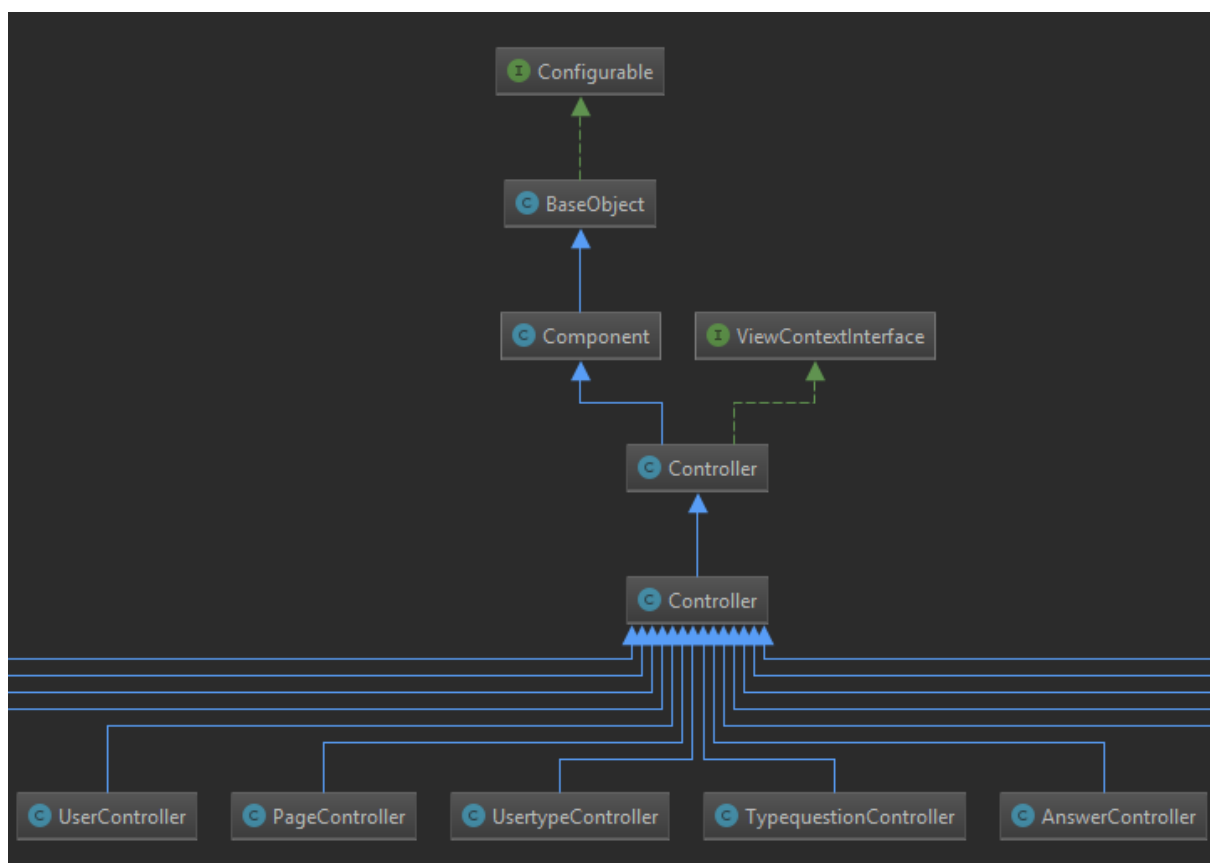 I Configurable
C BaseObject
C Component
I ViewContextInterface
C Controller
C Controller
C UserController
C PageController
C UsertypeController
C TypequestionController
C AnswerController